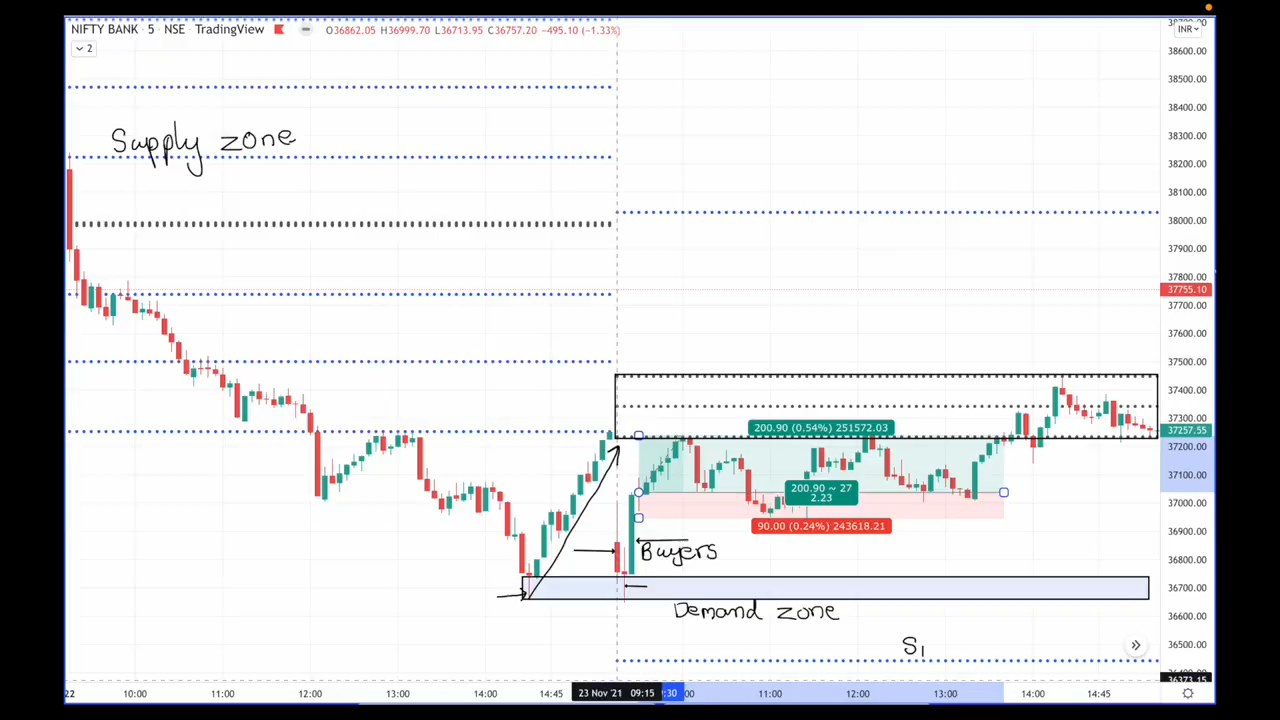 NIFTY BANK · 5 · NSE TradingView O36862.05 H36999.70 L36713.95 C36757.20 −495.10 (−1.33%)
INR
2
38600.00
38500.00
38400.00
Supply zone
38300.00
38200.00
38100.00
38000.00
37900.00
37800.00
37755.10
37700.00
37600.00
37500.00
37400.00
37300.00
200.90 (0.54%) 251572.03
37257.55
37200.00
37100.00
200.90 ~ 27
2.23
37000.00
90.00 (0.24%) 243618.21
36900.00
Buyers
36800.00
36700.00
Demand zone
36600.00
S1
36500.00
36373.15
22 10:00 11:00 12:00 13:00 14:00 14:45 23 Nov '21 09:15 :30 :00 11:00 12:00 13:00 14:00 14:45